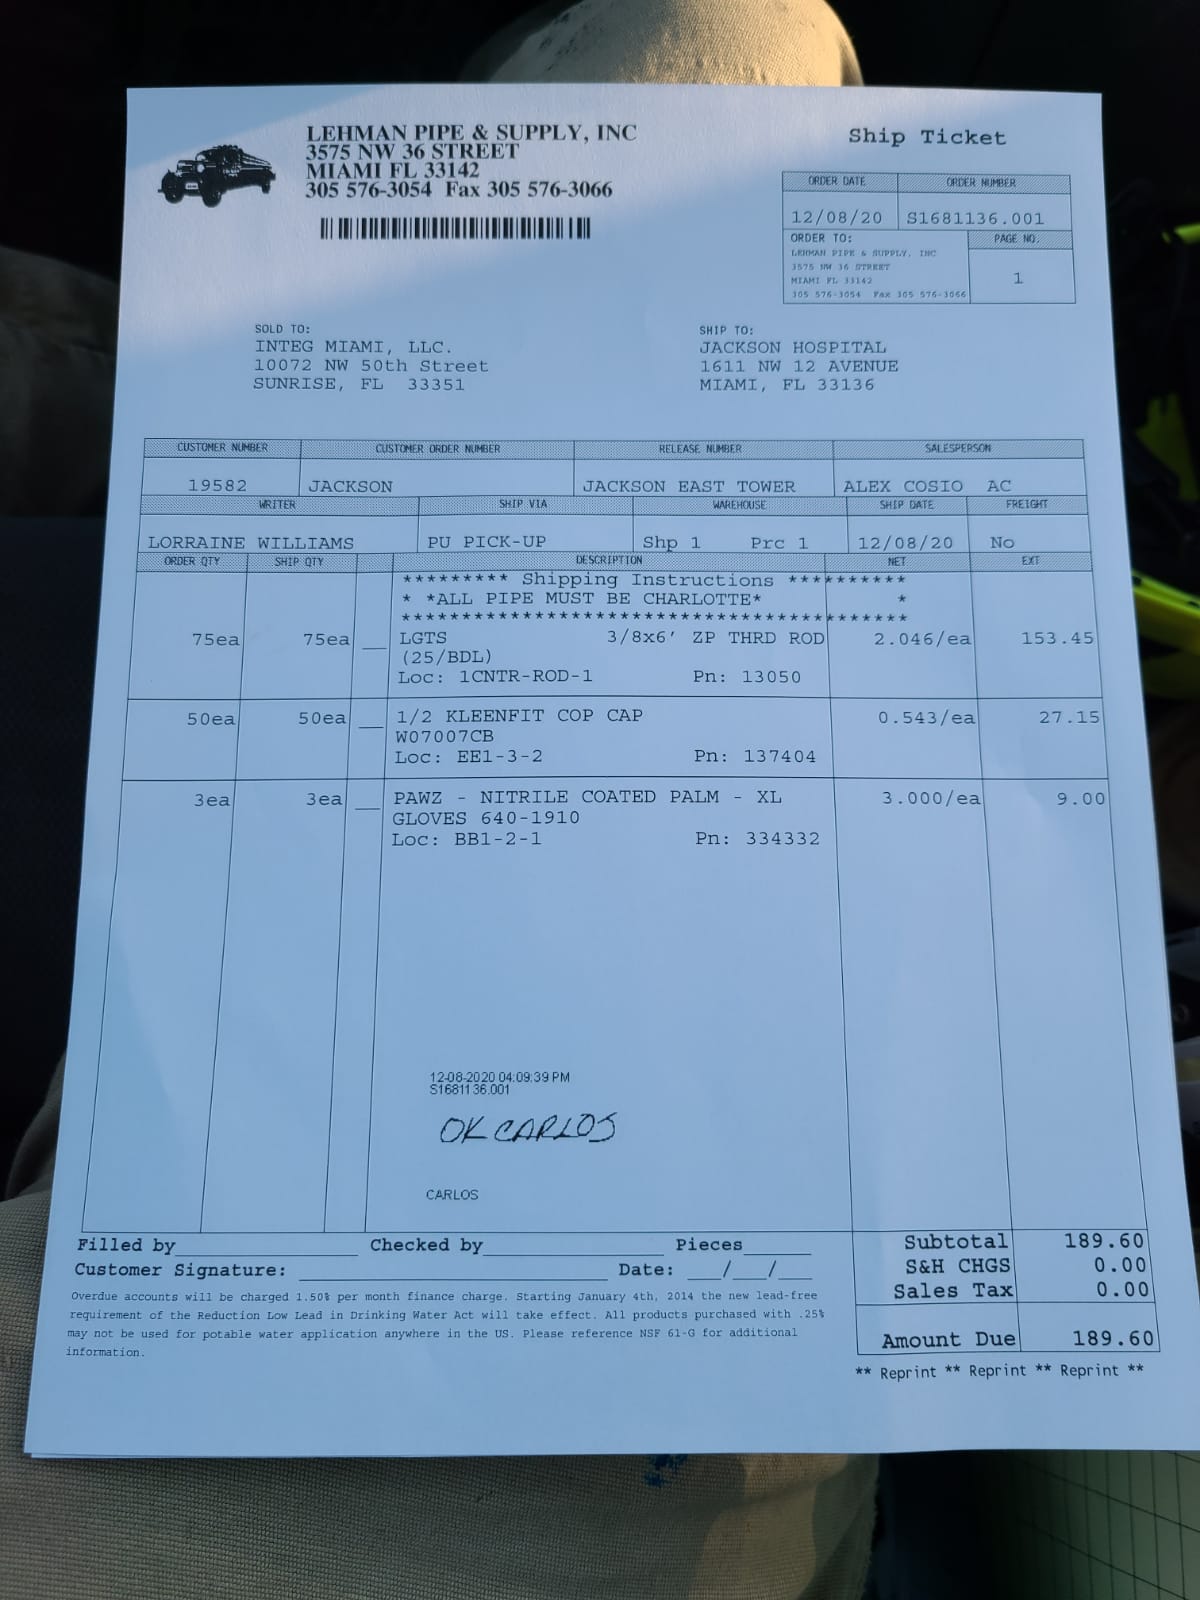 LEHMAN PIPE & SUPPLY, INC
3575 NW 36 STREET
MIAMI FL 33142
305 576-3054 Fax 305 576-3066
Ship Ticket
ORDER DATE ORDER NUMBER
12/08/20 S1681136.001
ORDER TO: PAGE NO.
LEHMAN PIPE & SUPPLY, INC
3575 NW 36 STREET
MIAMI FL 33142
305 576-3054 Fax 305 576-3066
1
SOLD TO:
INTEG MIAMI, LLC.
10072 NW 50th Street
SUNRISE, FL 33351
SHIP TO:
JACKSON HOSPITAL
1611 NW 12 AVENUE
MIAMI, FL 33136
CUSTOMER NUMBER CUSTOMER ORDER NUMBER RELEASE NUMBER SALESPERSON
19582 JACKSON JACKSON EAST TOWER ALEX COSIO AC
WRITER SHIP VIA WAREHOUSE SHIP DATE FREIGHT
LORRAINE WILLIAMS PU PICK-UP Shp 1 Prc 1 12/08/20 No
ORDER QTY SHIP QTY DESCRIPTION NET EXT
********* Shipping Instructions **********
* *ALL PIPE MUST BE CHARLOTTE* *
*******************************************
75ea 75ea __ LGTS 3/8x6' ZP THRD ROD 2.046/ea 153.45
(25/BDL)
Loc: 1CNTR-ROD-1 Pn: 13050
50ea 50ea __ 1/2 KLEENFIT COP CAP 0.543/ea 27.15
W07007CB
Loc: EE1-3-2 Pn: 137404
3ea 3ea __ PAWZ - NITRILE COATED PALM - XL 3.000/ea 9.00
GLOVES 640-1910
Loc: BB1-2-1 Pn: 334332
12-08-2020 04:09:39 PM
S1681136.001
OK CARLOS
CARLOS
Filled by Checked by Pieces
Customer Signature: Date: __/__/__
Overdue accounts will be charged 1.50% per month finance charge. Starting January 4th, 2014 the new lead-free
requirement of the Reduction Low Lead in Drinking Water Act will take effect. All products purchased with .25%
may not be used for potable water application anywhere in the US. Please reference NSF 61-G for additional
information.
Subtotal 189.60
S&H CHGS 0.00
Sales Tax 0.00
Amount Due 189.60
** Reprint ** Reprint ** Reprint **